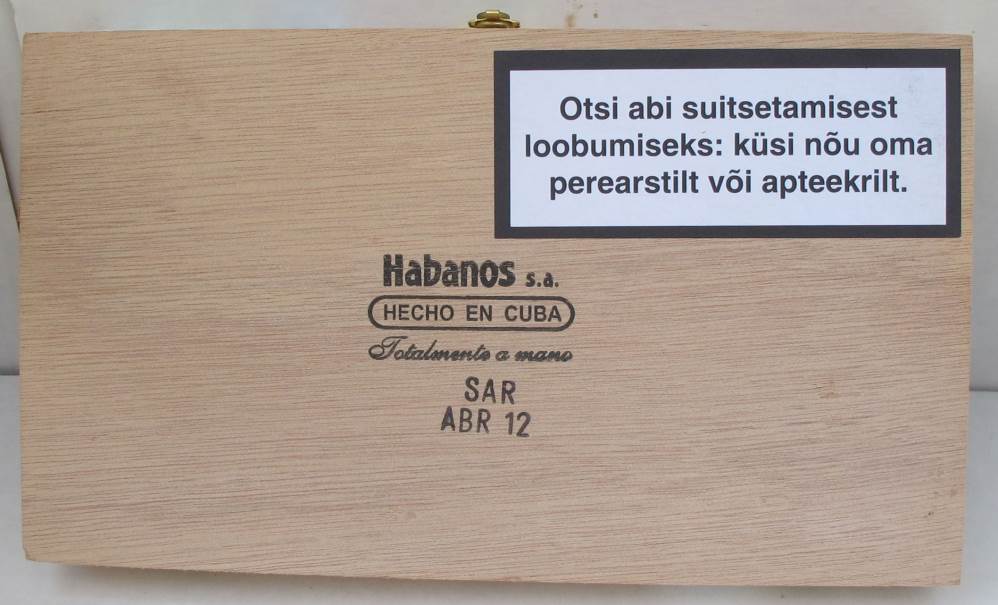 Otsi abi suitsetamisest
loobumiseks: küsi nõu oma
perearstilt või apteekrilt.
Habanos s.a.
HECHO EN CUBA
Totalmente a mano
SAR
ABR 12